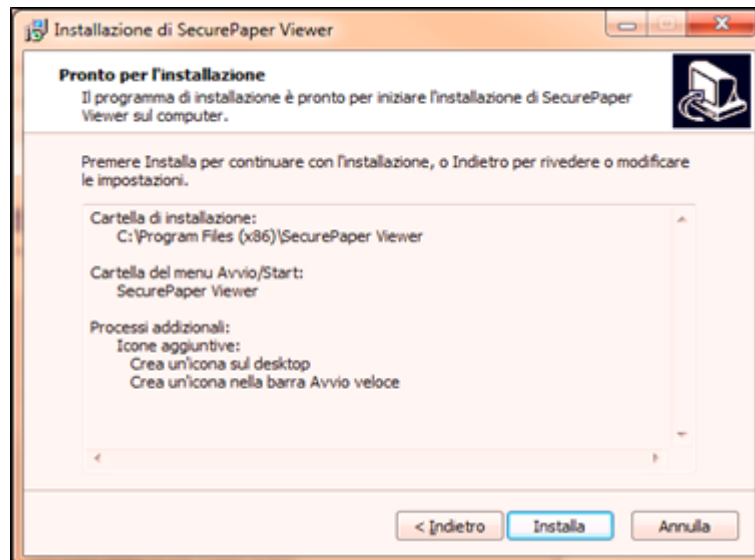 Installazione di SecurePaper Viewer
Pronto per l'installazione
Il programma di installazione è pronto per iniziare l'installazione di SecurePaper
Viewer sul computer.
Premere Installa per continuare con l'installazione, o Indietro per rivedere o modificare
le impostazioni.
Cartella di installazione:
C:\Program Files (x86)\SecurePaper Viewer
Cartella del menu Avvio/Start:
SecurePaper Viewer
Processi addizionali:
Icone aggiuntive:
Crea un'icona sul desktop
Crea un'icona nella barra Avvio veloce
< Indietro
Installa
Annulla